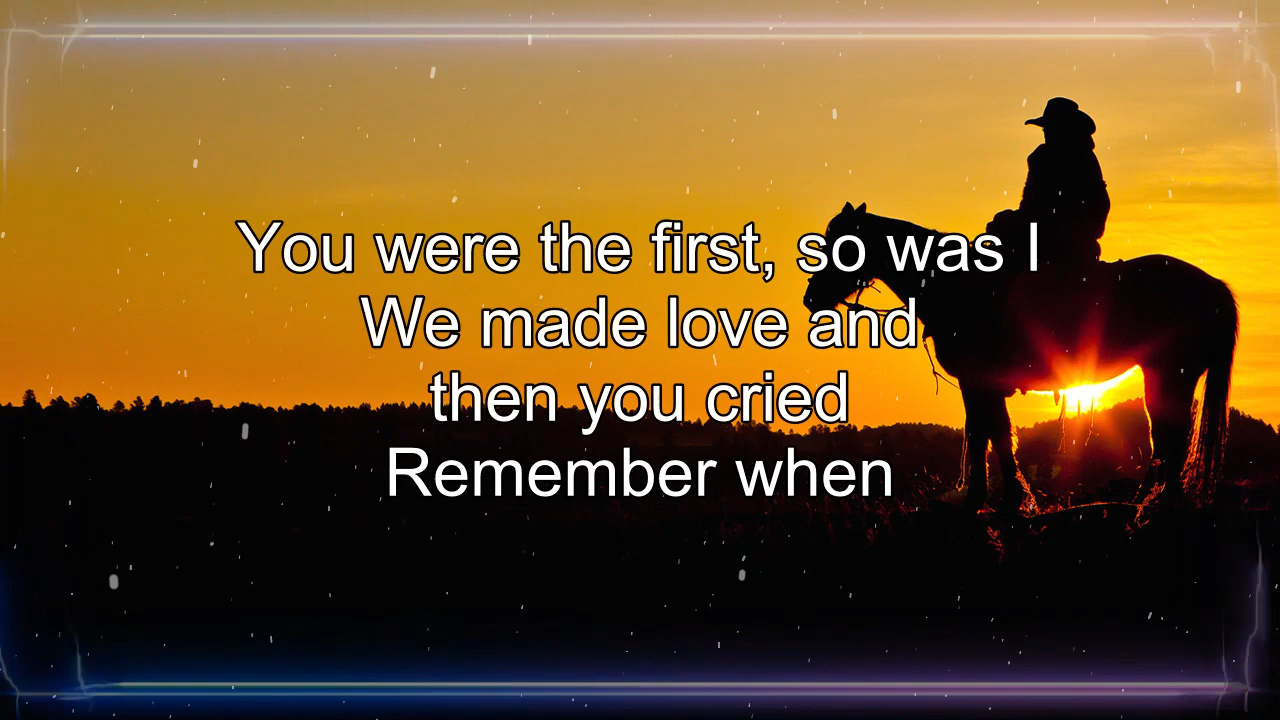 You were the first, so was I
We made love and
then you cried
Remember when